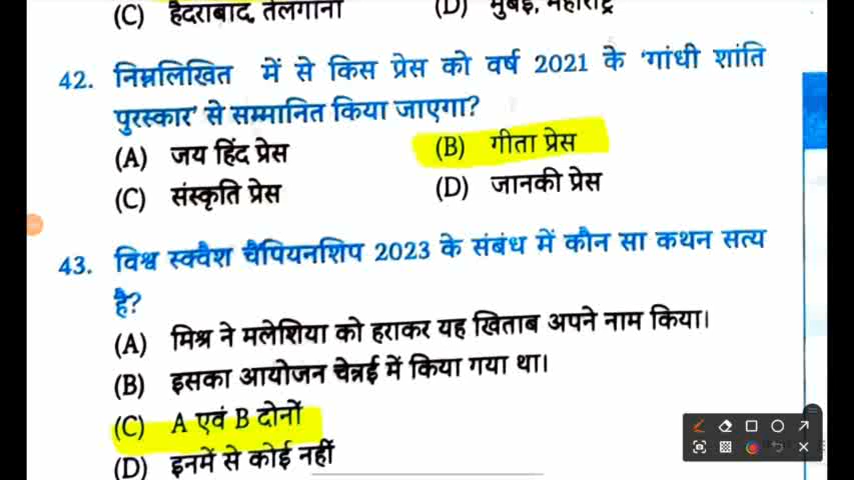 (C) हैदराबाद, तेलंगाना (D) मुंबई, महाराष्ट्र
42. निम्नलिखित में से किस प्रेस को वर्ष 2021 के 'गांधी शांति
पुरस्कार' से सम्मानित किया जाएगा?
(A) जय हिंद प्रेस (B) गीता प्रेस
(C) संस्कृति प्रेस (D) जानकी प्रेस
43. विश्व स्क्वैश चैंपियनशिप 2023 के संबंध में कौन सा कथन सत्य
है?
(A) मिश्र ने मलेशिया को हराकर यह खिताब अपने नाम किया।
(B) इसका आयोजन चेन्नई में किया गया था।
(C) A एवं B दोनों
(D) इनमें से कोई नहीं